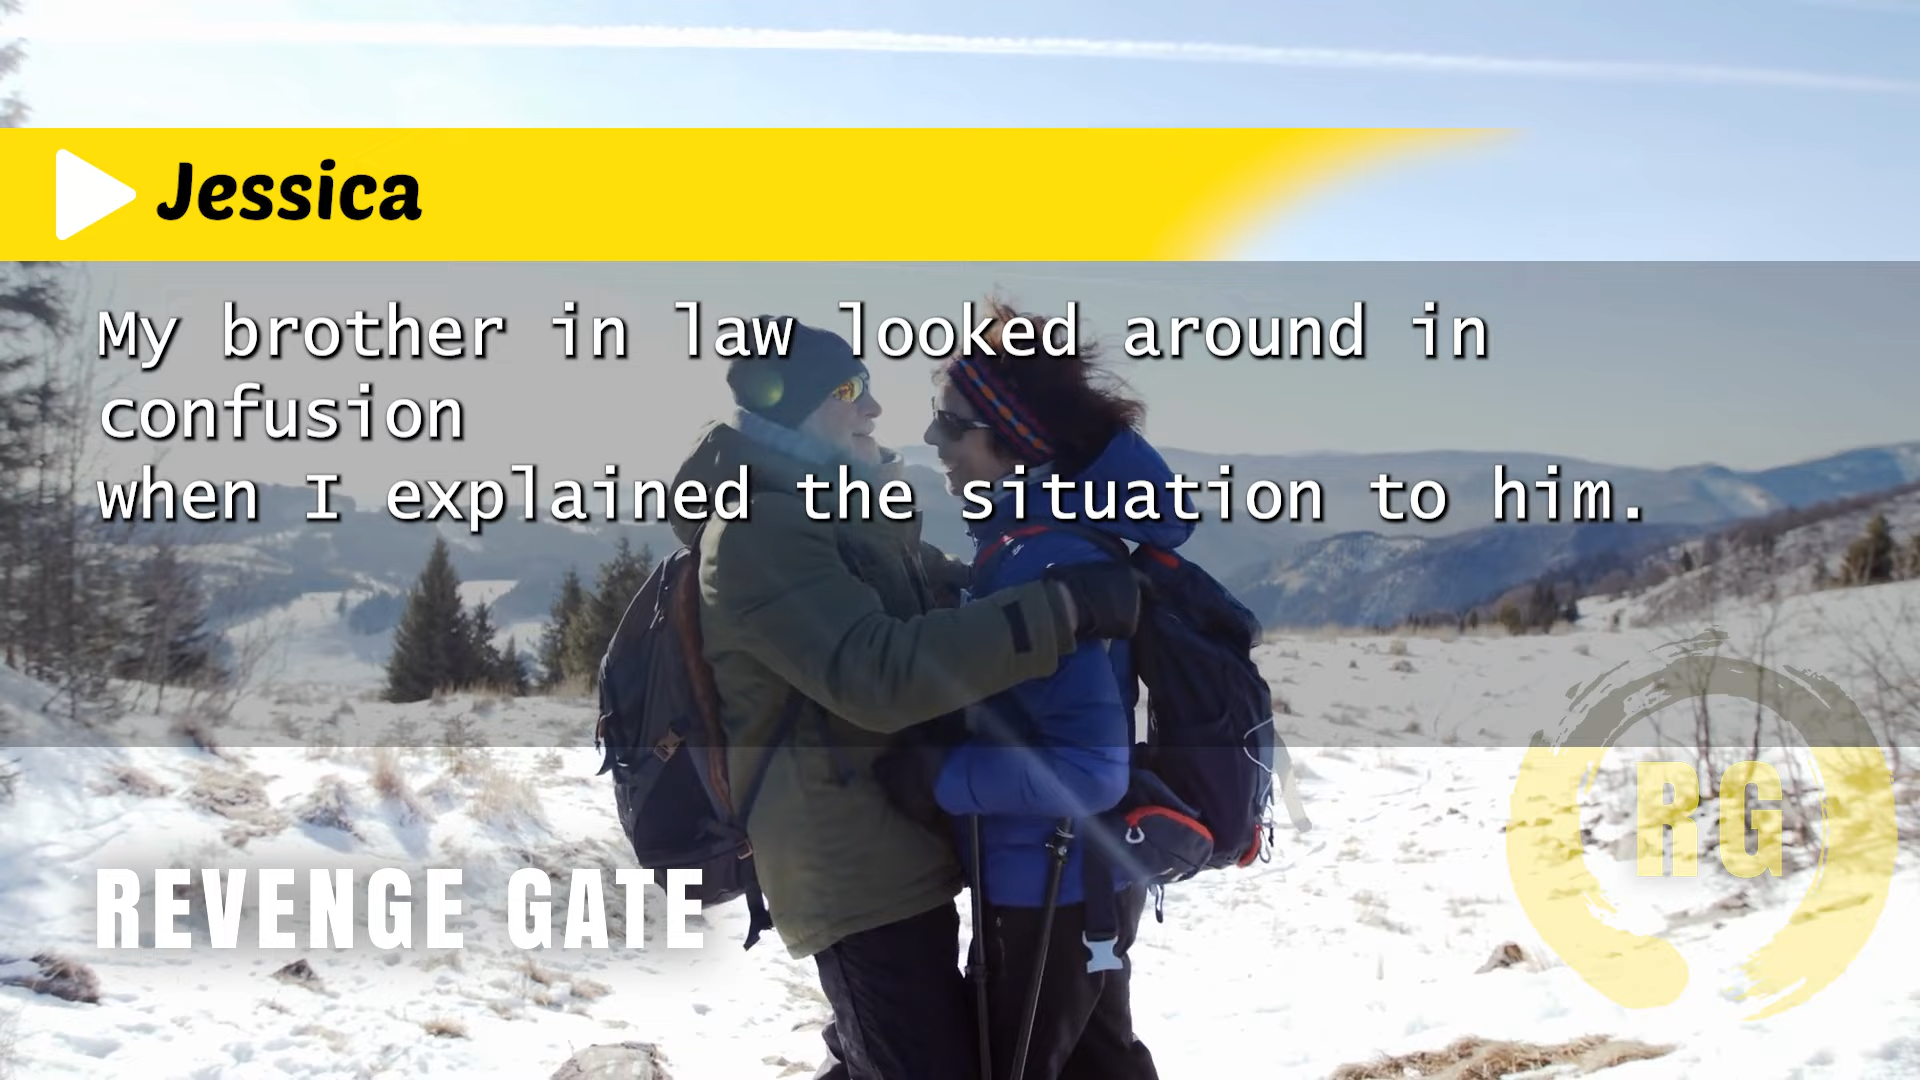 Jessica
My brother in law looked around in
confusion
when I explained the situation to him.
REVENGE GATE
RG